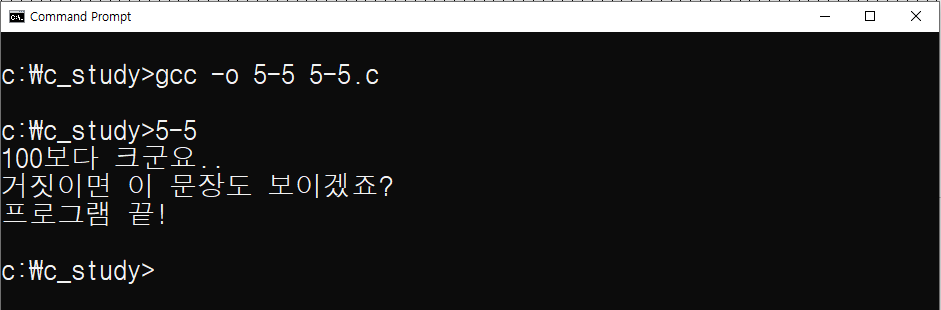 Command Prompt
c:₩c_study>gcc -o 5-5 5-5.c
c:₩c_study>5-5
100보다 크군요..
거짓이면 이 문장도 보이겠죠?
프로그램 끝!
c:₩c_study>